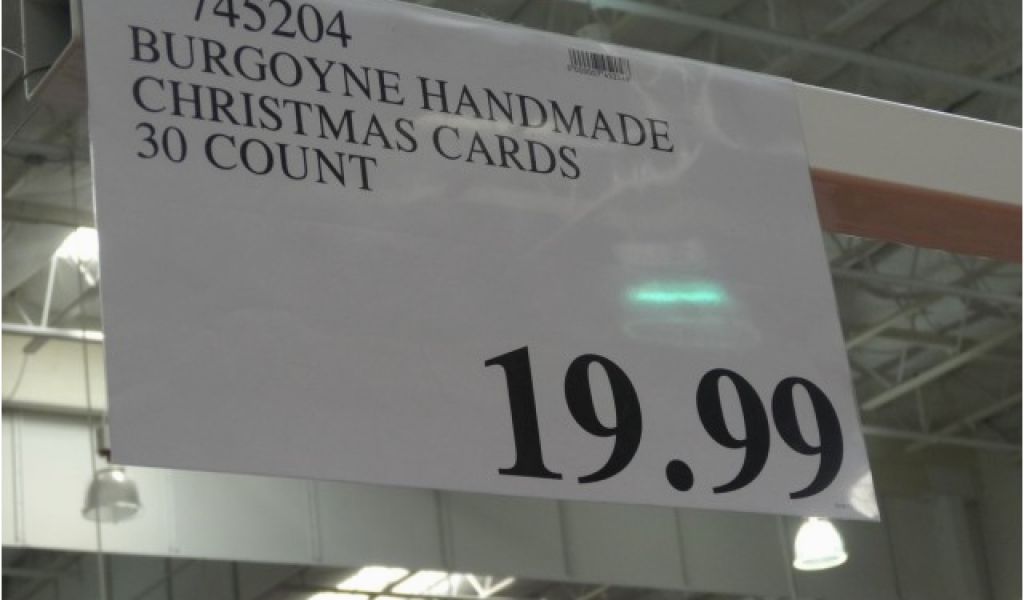 745204
BURGOYNE HANDMADE
CHRISTMAS CARDS
30 COUNT
19.99